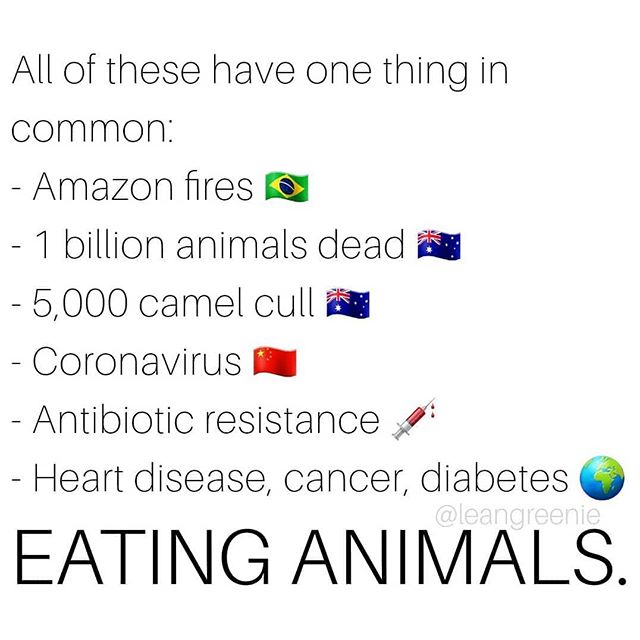 All of these have one thing in
common:
- Amazon fires 🇧🇷
- 1 billion animals dead 🇦🇺
- 5,000 camel cull 🇦🇺
- Coronavirus 🇨🇳
- Antibiotic resistance 💉
- Heart disease, cancer, diabetes 🌍
@leangreenie
EATING ANIMALS.